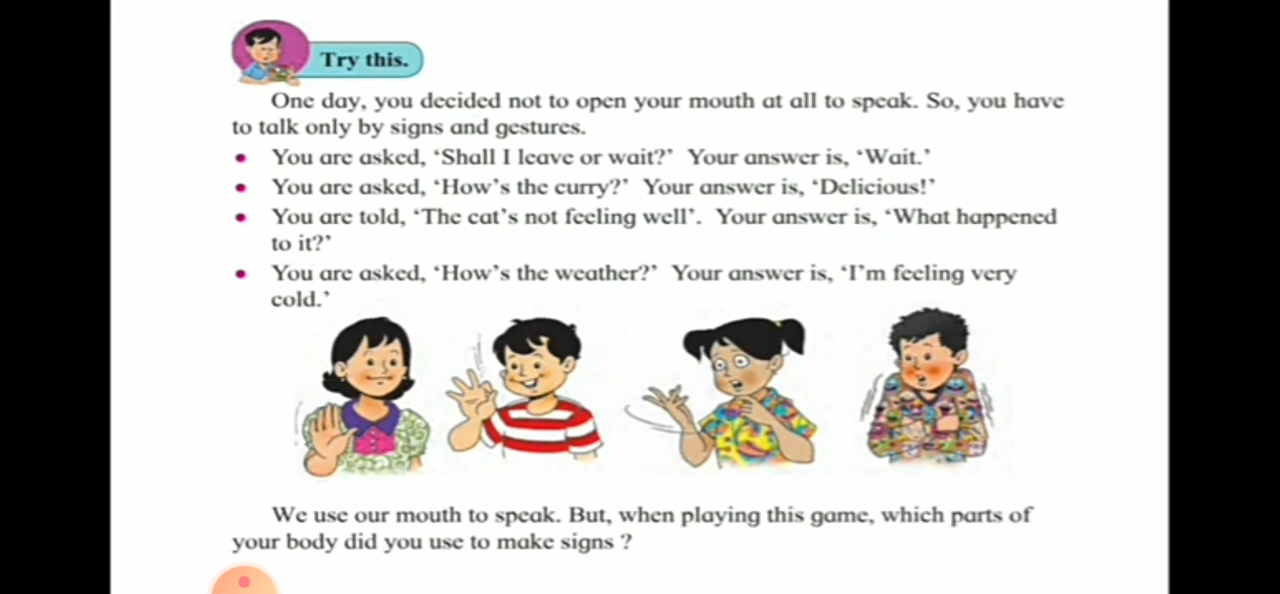 Try this.
One day, you decided not to open your mouth at all to speak. So, you have
to talk only by signs and gestures.
• You are asked, ‘Shall I leave or wait?’ Your answer is, ‘Wait.’
• You are asked, ‘How’s the curry?’ Your answer is, ‘Delicious!’
• You are told, ‘The cat’s not feeling well’. Your answer is, ‘What happened
to it?’
• You are asked, ‘How’s the weather?’ Your answer is, ‘I’m feeling very
cold.’
We use our mouth to speak. But, when playing this game, which parts of
your body did you use to make signs ?